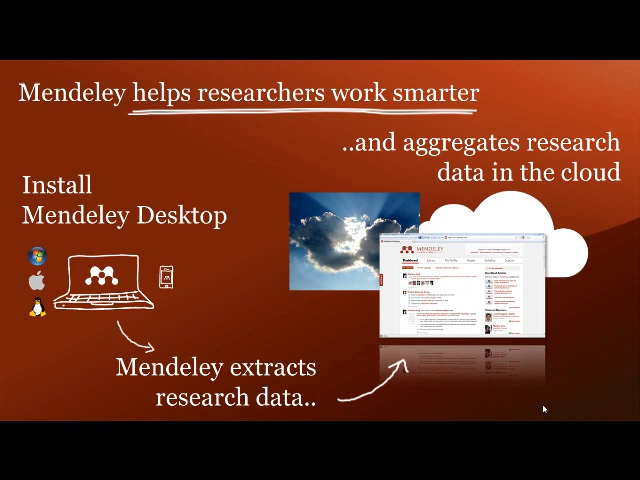 Mendeley helps researchers work smarter
..and aggregates research
data in the cloud
Install
Mendeley Desktop
MENDELEY
Mendeley extracts
research data..